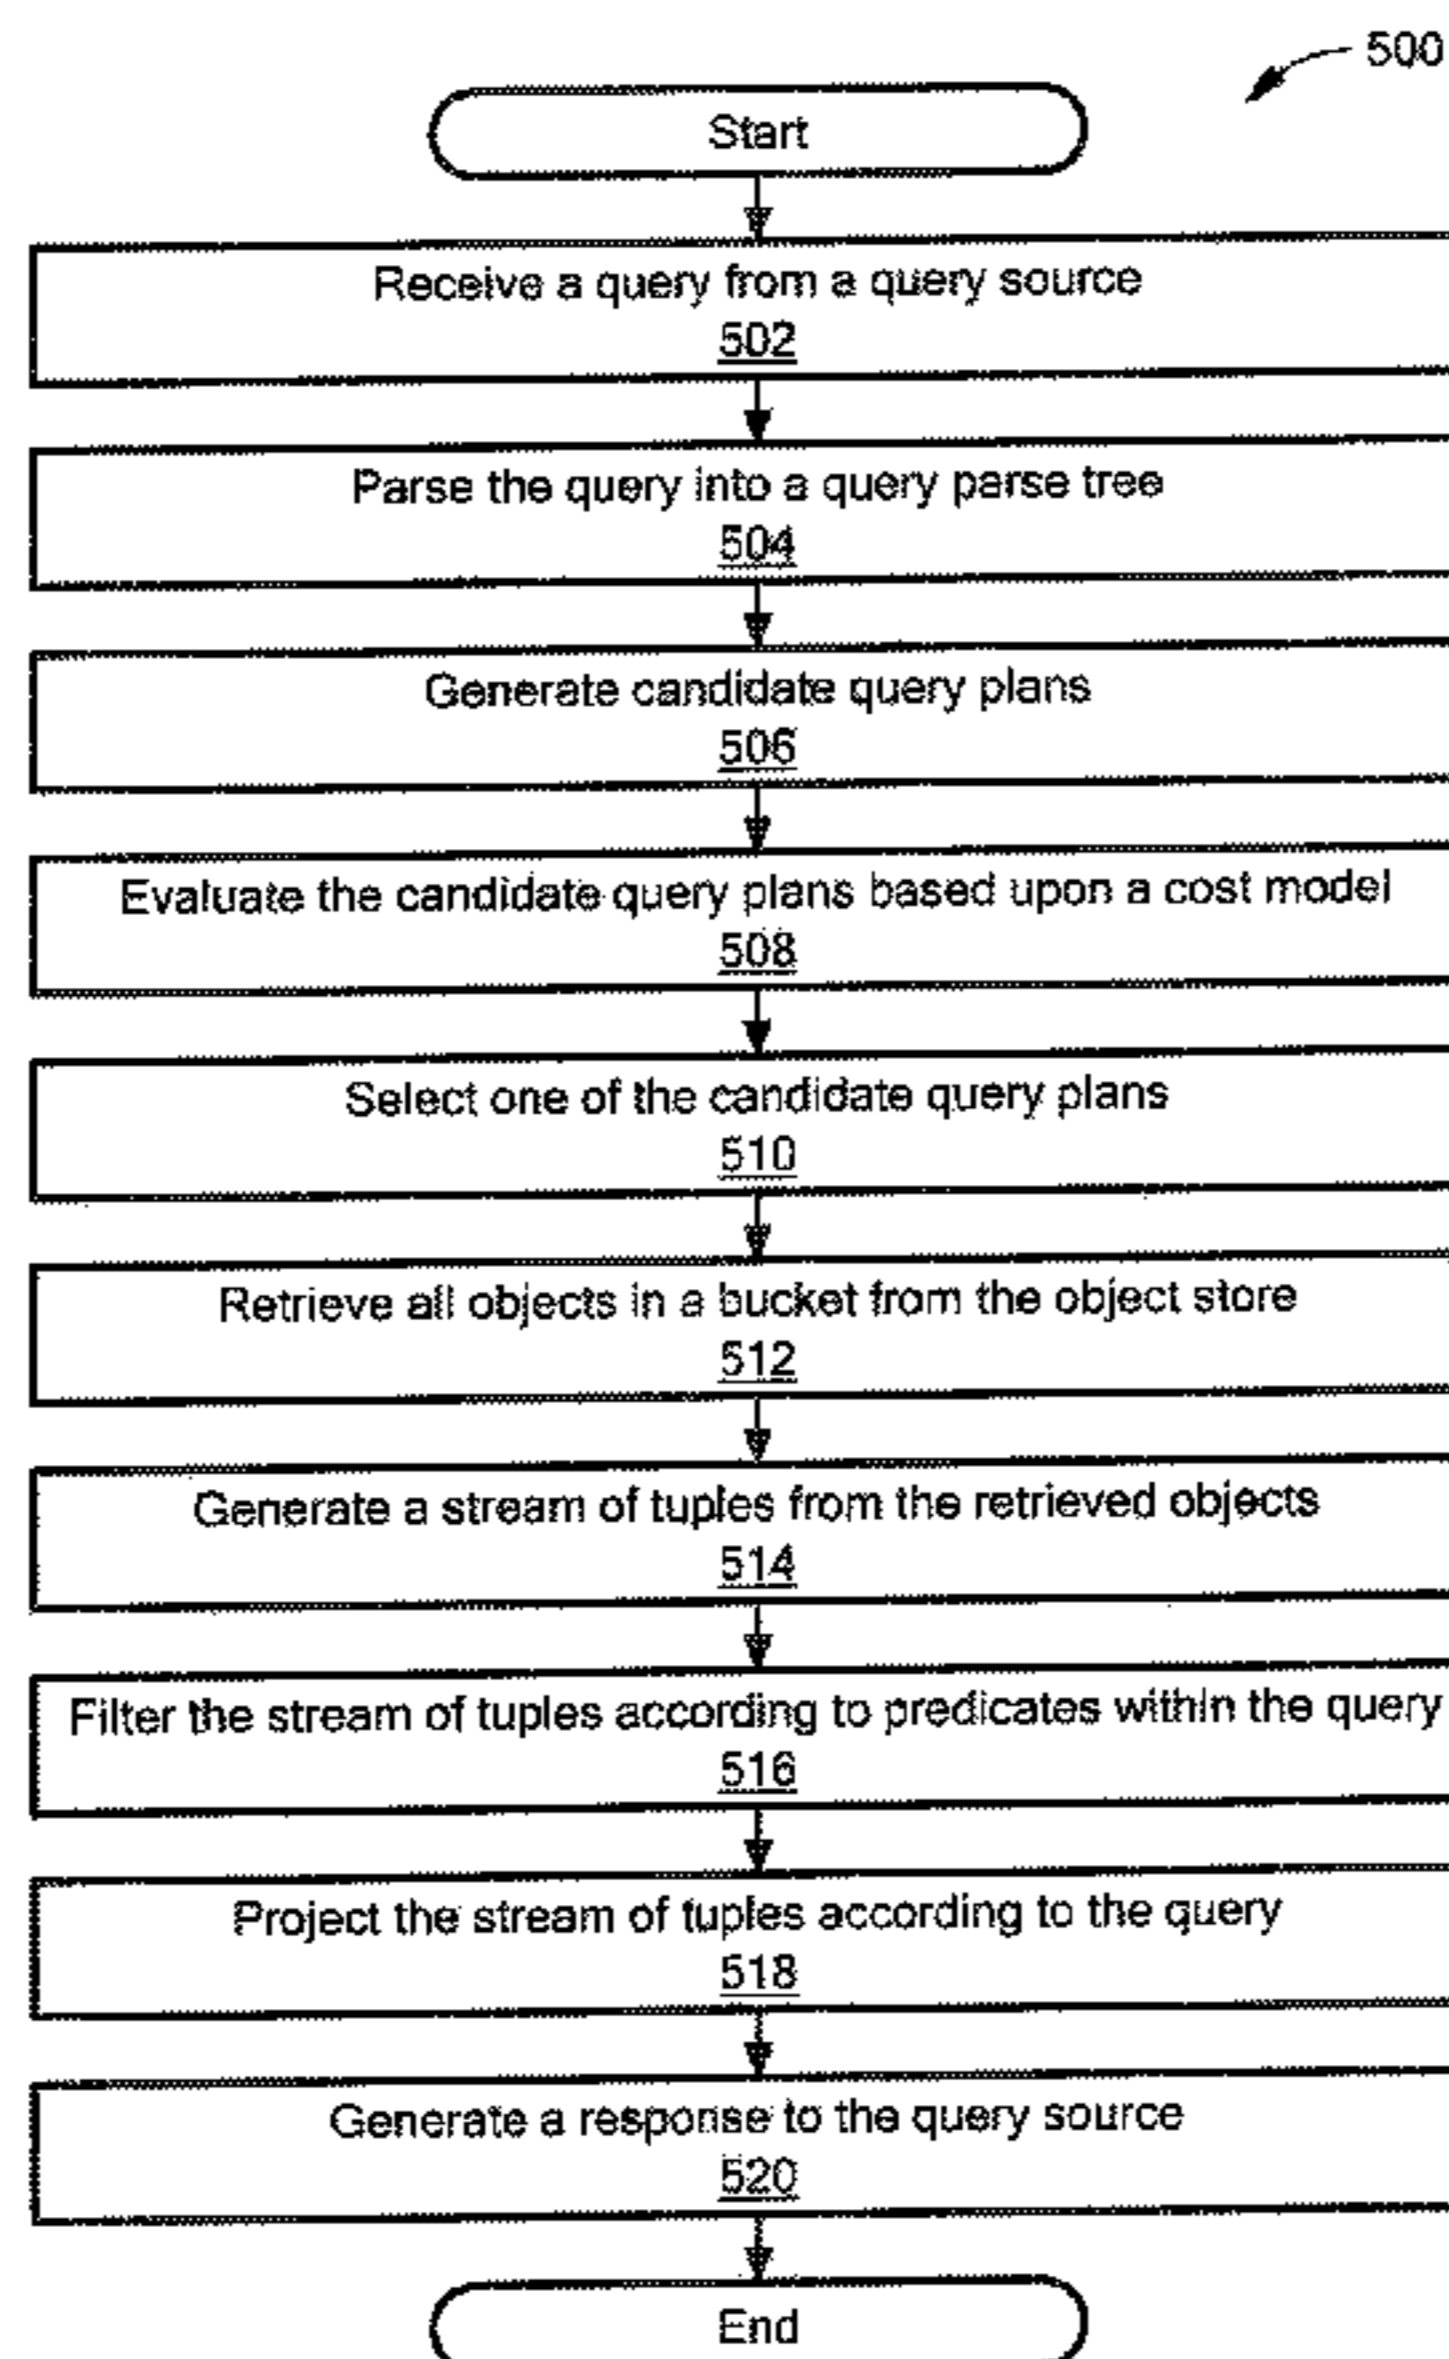 500
Start
Receive a query from a query source
502
Parse the query into a query parse tree
504
Generate candidate query plans
506
Evaluate the candidate query plans based upon a cost model
508
Select one of the candidate query plans
510
Retrieve all objects in a bucket from the object store
512
Generate a stream of tuples from the retrieved objects
514
Filter the stream of tuples according to predicates within the query
516
Project the stream of tuples according to the query
518
Generate a response to the query source
520
End